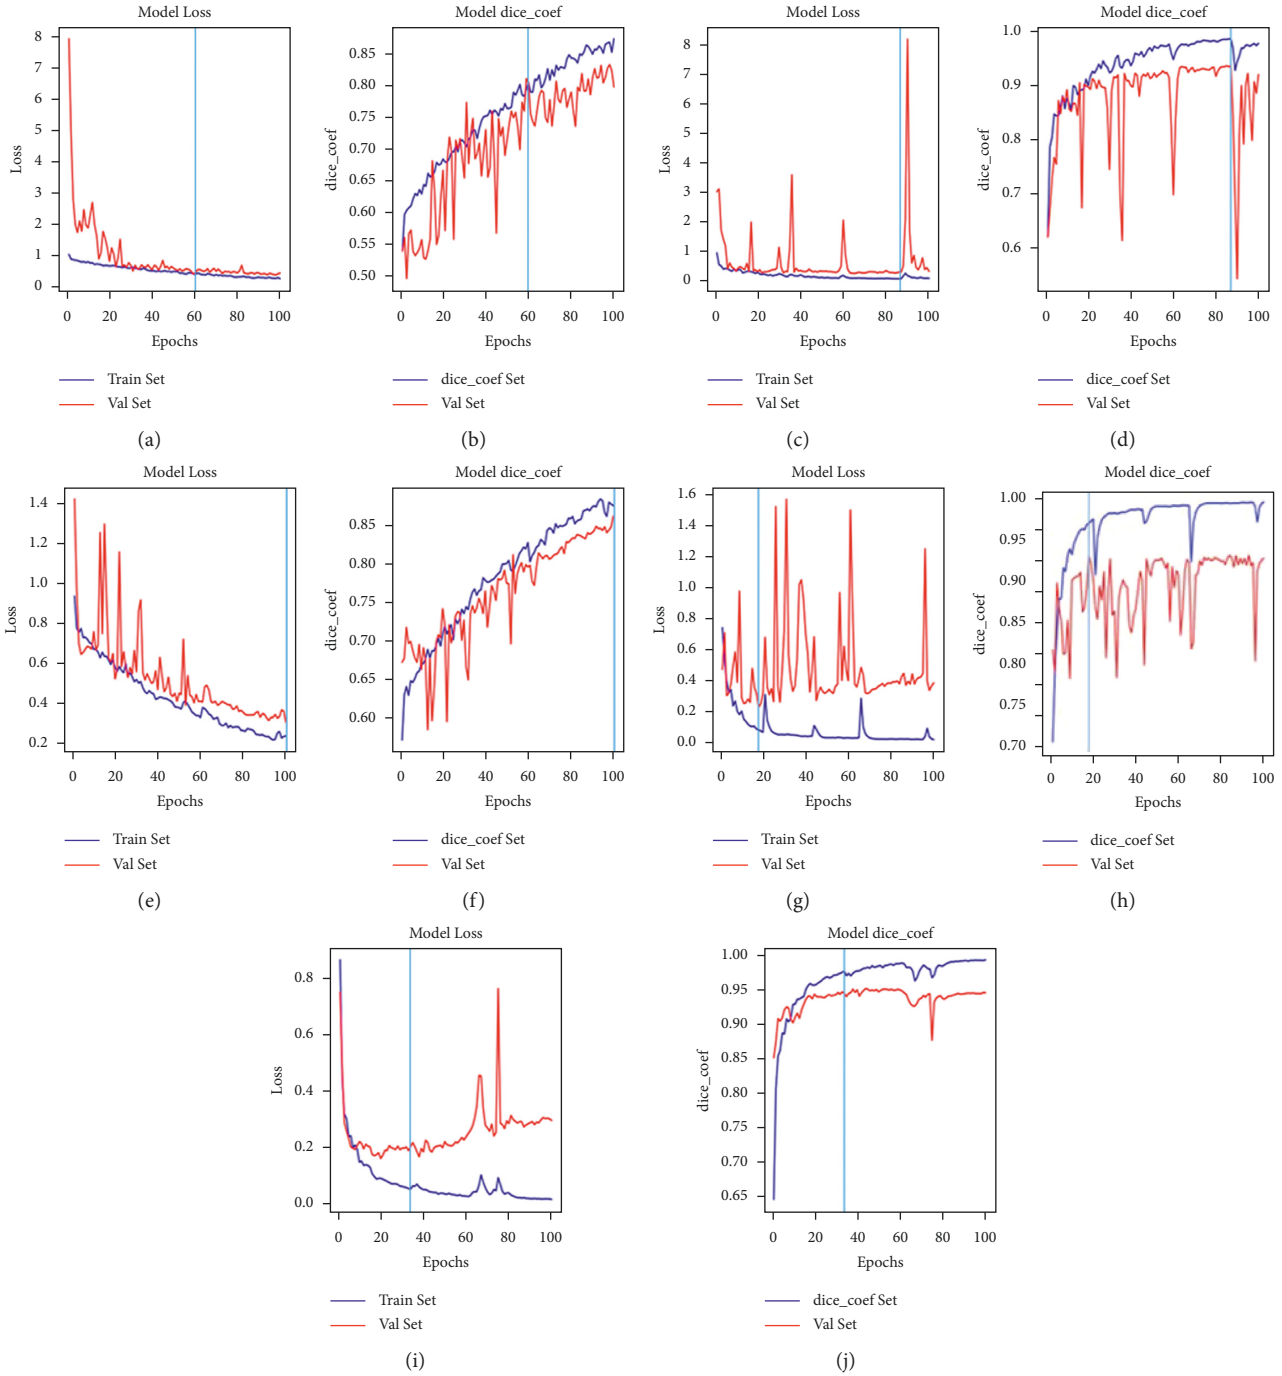 Model Loss
8
7
6
5
4
3
2
1
0
Loss
0 20 40 60 80 100
Epochs
Train Set
Val Set
(a)
Model dice_coef
0.85
0.80
0.75
0.70
0.65
0.60
0.55
0.50
dice_coef
0 20 40 60 80 100
Epochs
dice_coef Set
Val Set
(b)
Model Loss
8
7
6
5
4
3
2
1
0
Loss
0 20 40 60 80 100
Epochs
Train Set
Val Set
(c)
Model dice_coef
1.0
0.9
0.8
0.7
0.6
dice_coef
0 20 40 60 80 100
Epochs
dice_coef Set
Val Set
(d)
Model Loss
1.4
1.2
1.0
0.8
0.6
0.4
0.2
Loss
0 20 40 60 80 100
Epochs
Train Set
Val Set
(e)
Model dice_coef
0.85
0.80
0.75
0.70
0.65
0.60
dice_coef
0 20 40 60 80 100
Epochs
dice_coef Set
Val Set
(f)
Model Loss
1.6
1.4
1.2
1.0
0.8
0.6
0.4
0.2
0.0
Loss
0 20 40 60 80 100
Epochs
Train Set
Val Set
(g)
Model dice_coef
1.00
0.95
0.90
0.85
0.80
0.75
0.70
dice_coef
0 20 40 60 80 100
Epochs
dice_coef Set
Val Set
(h)
Model Loss
0.8
0.6
0.4
0.2
0.0
Loss
0 20 40 60 80 100
Epochs
Train Set
Val Set
(i)
Model dice_coef
1.00
0.95
0.90
0.85
0.80
0.75
0.70
0.65
dice_coef
0 20 40 60 80 100
Epochs
dice_coef Set
Val Set
(j)